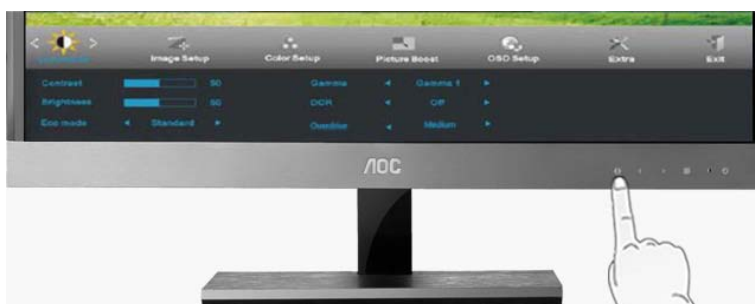 Luminance Image Setup Color Setup Picture Boost OSD Setup Extra Exit
Contrast 50 Gamma Gamma 1
Brightness 50 DCR Off
Eco mode Standard Overdrive Medium
AOC